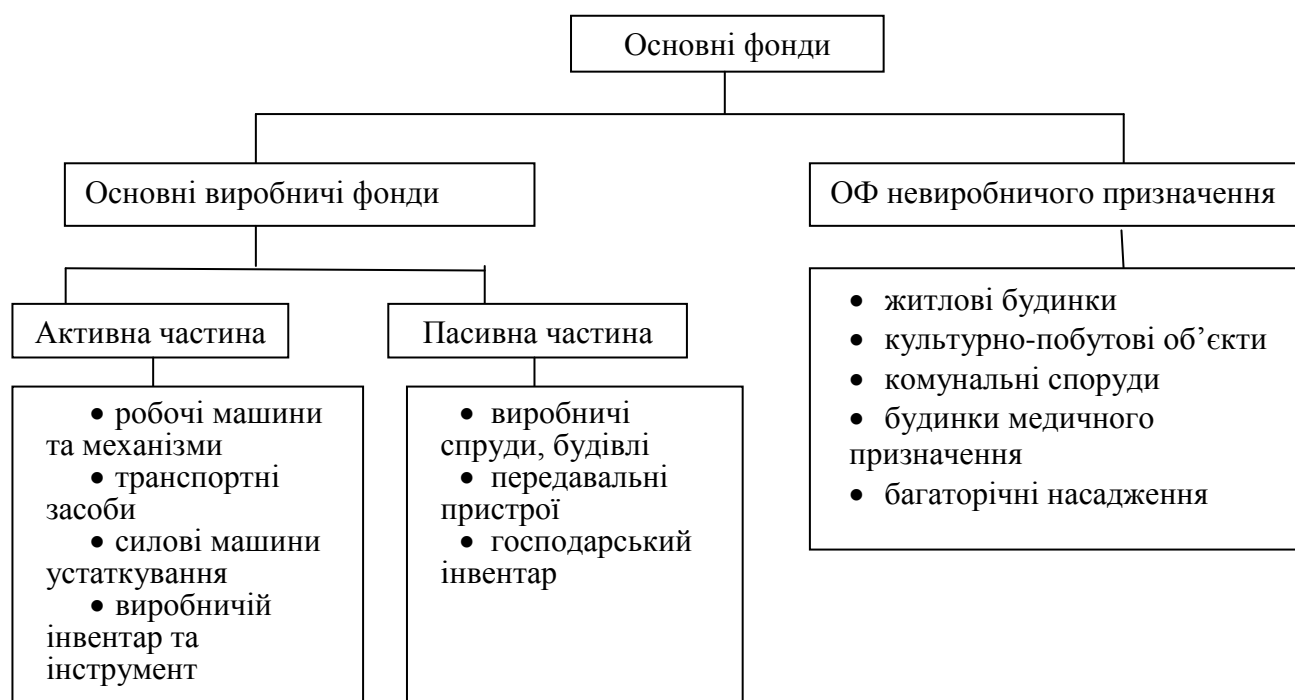 Основні фонди
Основні виробничі фонди
ОФ невиробничого призначення
Активна частина
Пасивна частина
• робочі машини
та механізми
• транспортні
засоби
• силові машини
устаткування
• виробничій
інвентар та
інструмент
• виробничі
спруди, будівлі
• передавальні
пристрої
• господарський
інвентар
• житлові будинки
• культурно-побутові об’єкти
• комунальні споруди
• будинки медичного
призначення
• багаторічні насадження